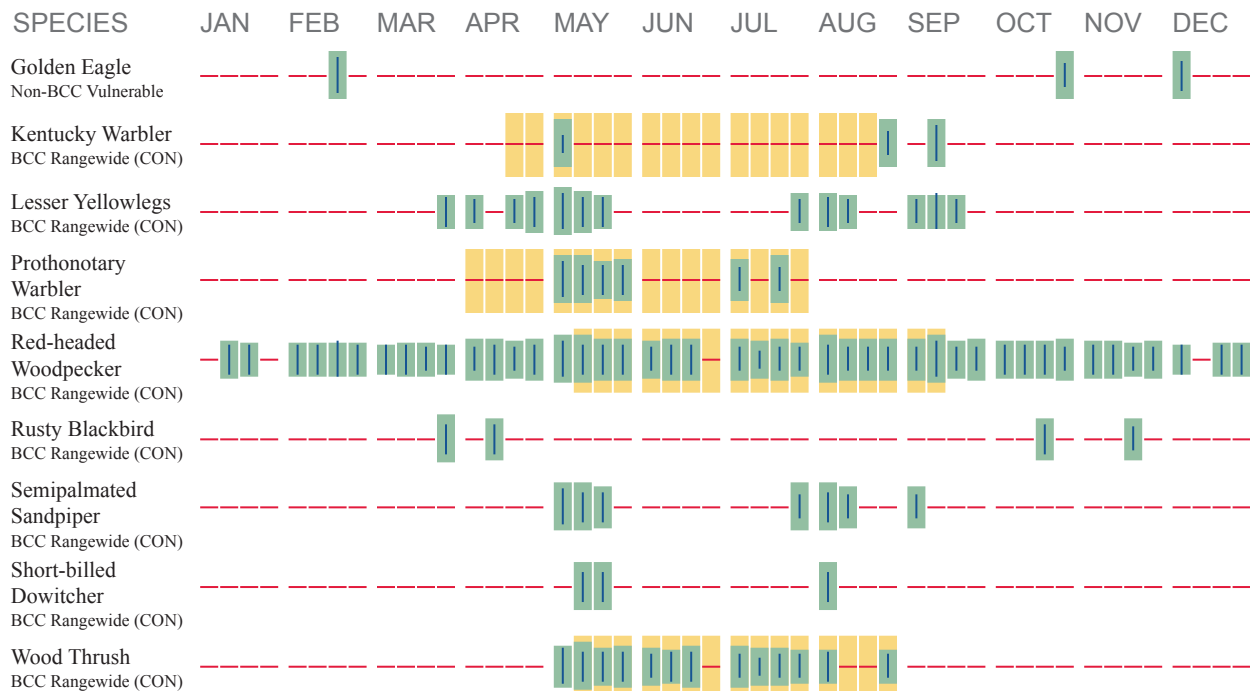 SPECIES JAN FEB MAR APR MAY JUN JUL AUG SEP OCT NOV DEC
Golden Eagle
Non-BCC Vulnerable
Kentucky Warbler
BCC Rangewide (CON)
Lesser Yellowlegs
BCC Rangewide (CON)
Prothonotary
Warbler
BCC Rangewide (CON)
Red-headed
Woodpecker
BCC Rangewide (CON)
Rusty Blackbird
BCC Rangewide (CON)
Semipalmated
Sandpiper
BCC Rangewide (CON)
Short-billed
Dowitcher
BCC Rangewide (CON)
Wood Thrush
BCC Rangewide (CON)